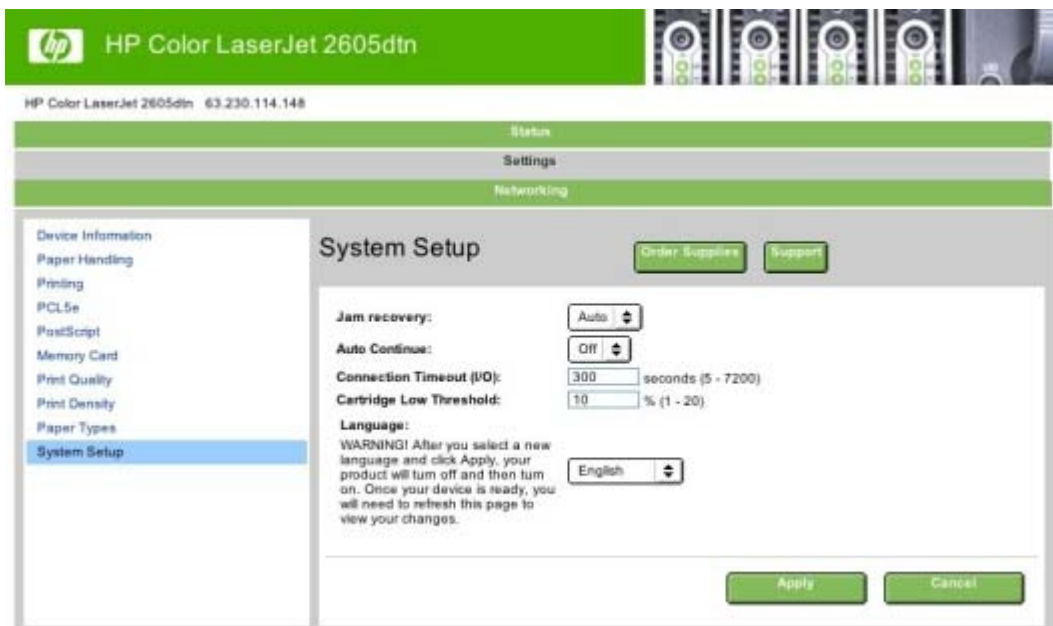 hp
HP Color LaserJet 2605dtn
HP Color LaserJet 2605dtn 63.230.114.148
Status
Settings
Networking
Device Information
Paper Handling
Printing
PCL5e
PostScript
Memory Card
Print Quality
Print Density
Paper Types
System Setup
System Setup
Order Supplies
Support
Jam recovery:
Auto
Auto Continue:
Off
Connection Timeout (I/O):
300
seconds (5 - 7200)
Cartridge Low Threshold:
10
% (1 - 20)
Language:
WARNING! After you select a new
language and click Apply, your
product will turn off and then turn
on. Once your device is ready, you
will need to refresh this page to
view your changes.
English
Apply
Cancel